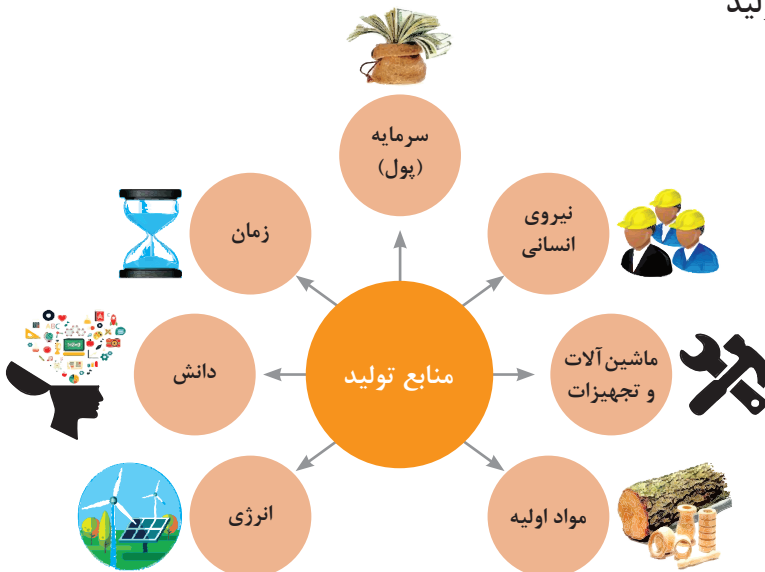 سرمایه
(پول)
نیروی
انسانی
زمان
ماشین‌آلات
و تجهیزات
منابع تولید
دانش
مواد اولیه
انرژی